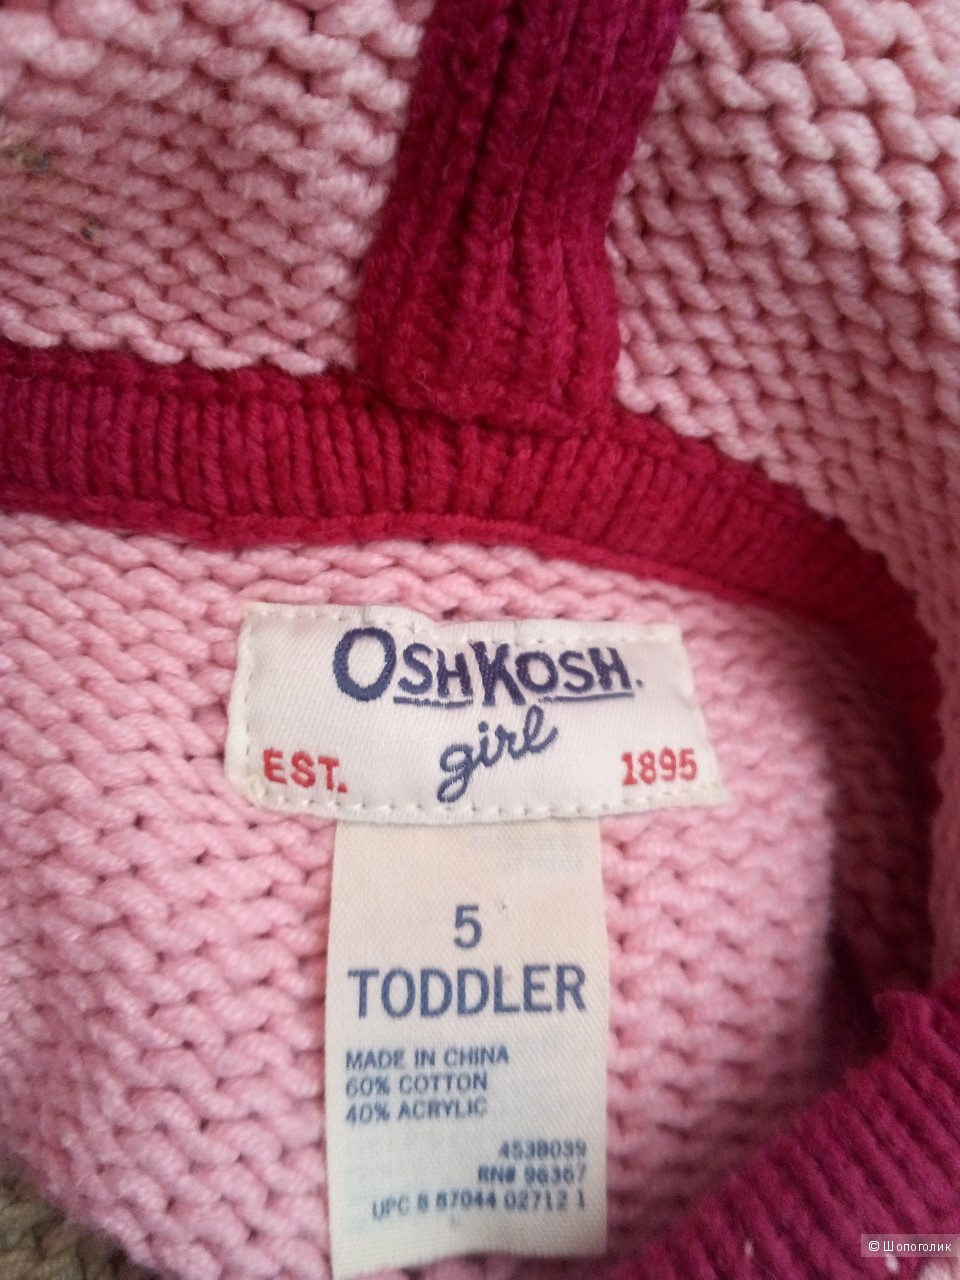 OSHKOSH.
girl
EST. 1895
5
TODDLER
MADE IN CHINA
60% COTTON
40% ACRYLIC
453B039
RN# 96367
UPC 8 87044 02712 1
© Шопоголик